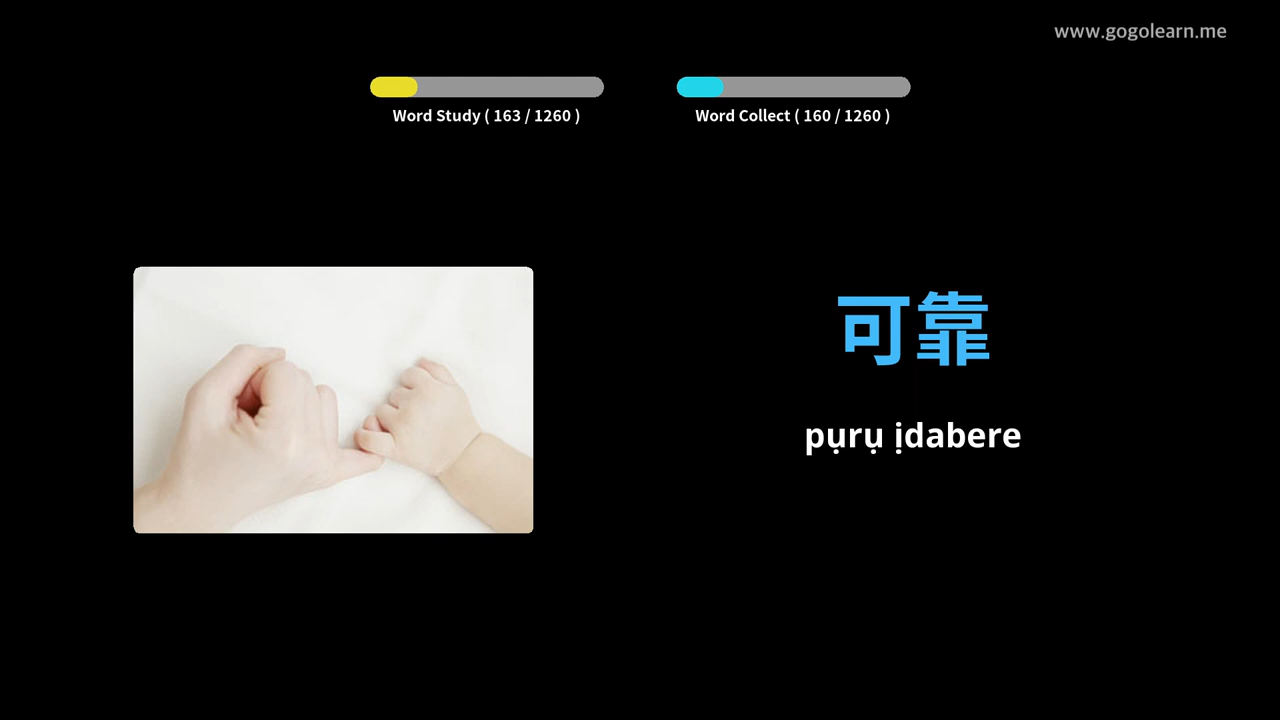 www.gogolearn.me
Word Study ( 163 / 1260 )
Word Collect ( 160 / 1260 )
可靠
pụrụ ịdabere